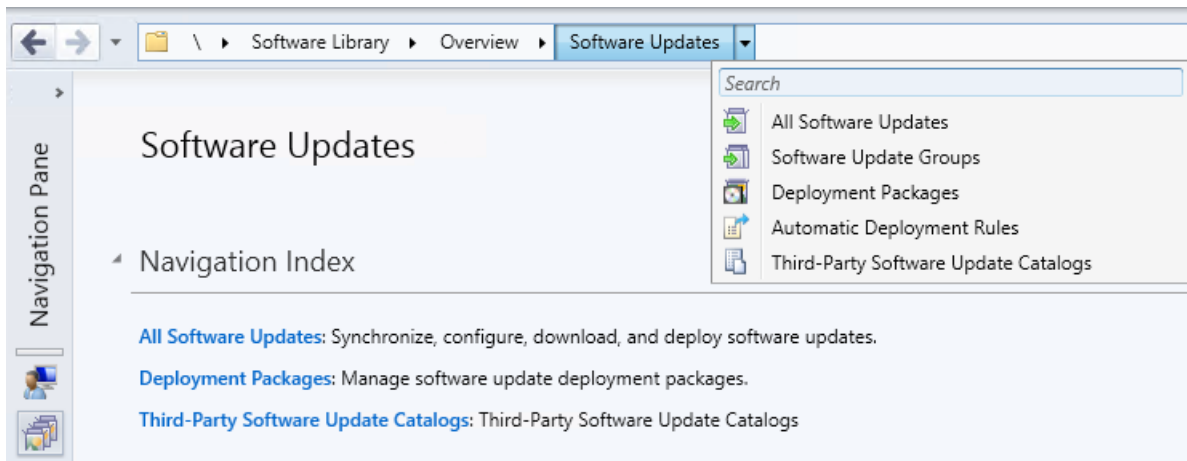 \ Software Library Overview Software Updates
Search
All Software Updates
Software Update Groups
Deployment Packages
Automatic Deployment Rules
Third-Party Software Update Catalogs
Navigation Pane
Software Updates
Navigation Index
All Software Updates: Synchronize, configure, download, and deploy software updates.
Deployment Packages: Manage software update deployment packages.
Third-Party Software Update Catalogs: Third-Party Software Update Catalogs